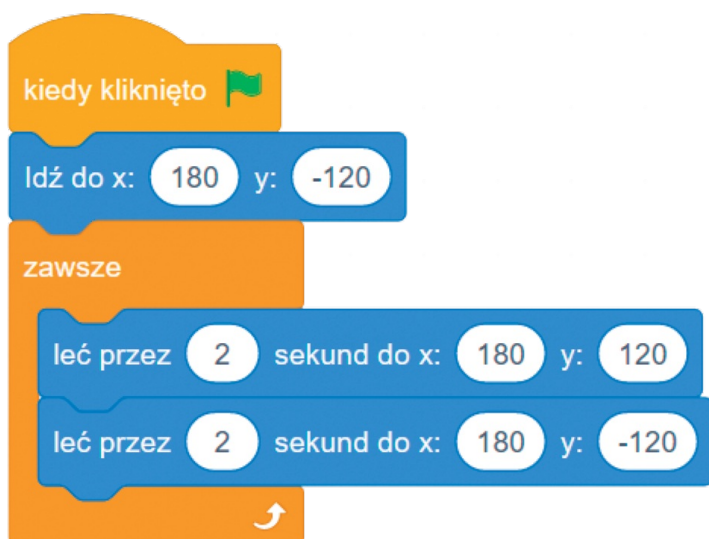 kiedy kliknięto
Idź do x: 180 y: -120
zawsze
leć przez 2 sekund do x: 180 y: 120
leć przez 2 sekund do x: 180 y: -120